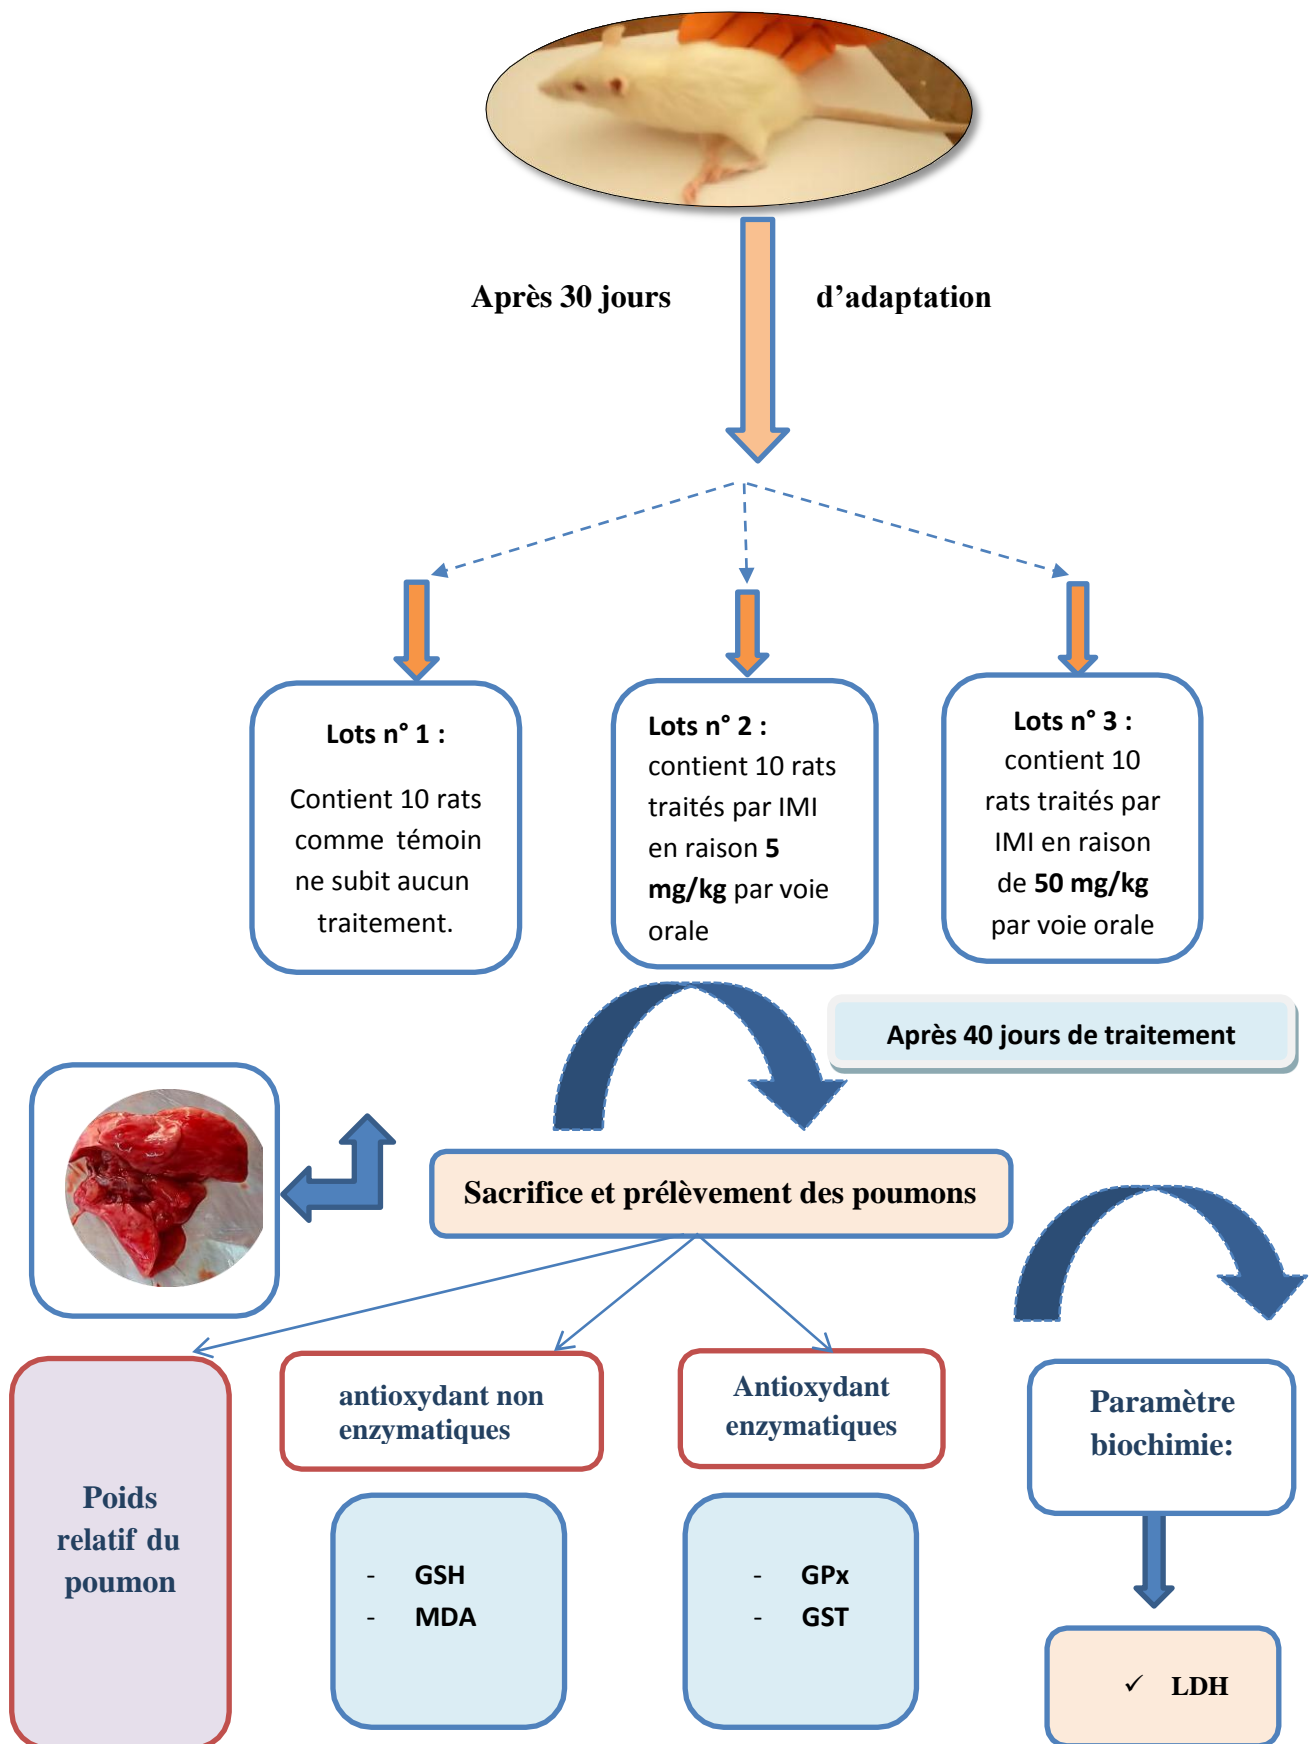 Après 30 jours d’adaptation
Lots n° 1 :
Contient 10 rats
comme témoin
ne subit aucun
traitement.
Lots n° 2 :
contient 10 rats
traités par IMI
en raison 5
mg/kg par voie
orale
Lots n° 3 :
contient 10
rats traités par
IMI en raison
de 50 mg/kg
par voie orale
Après 40 jours de traitement
Sacrifice et prélèvement des poumons
Poids
relatif du
poumon
antioxydant non
enzymatiques
- GSH
- MDA
Antioxydant
enzymatiques
- GPx
- GST
Paramètre
biochimie:
✓ LDH